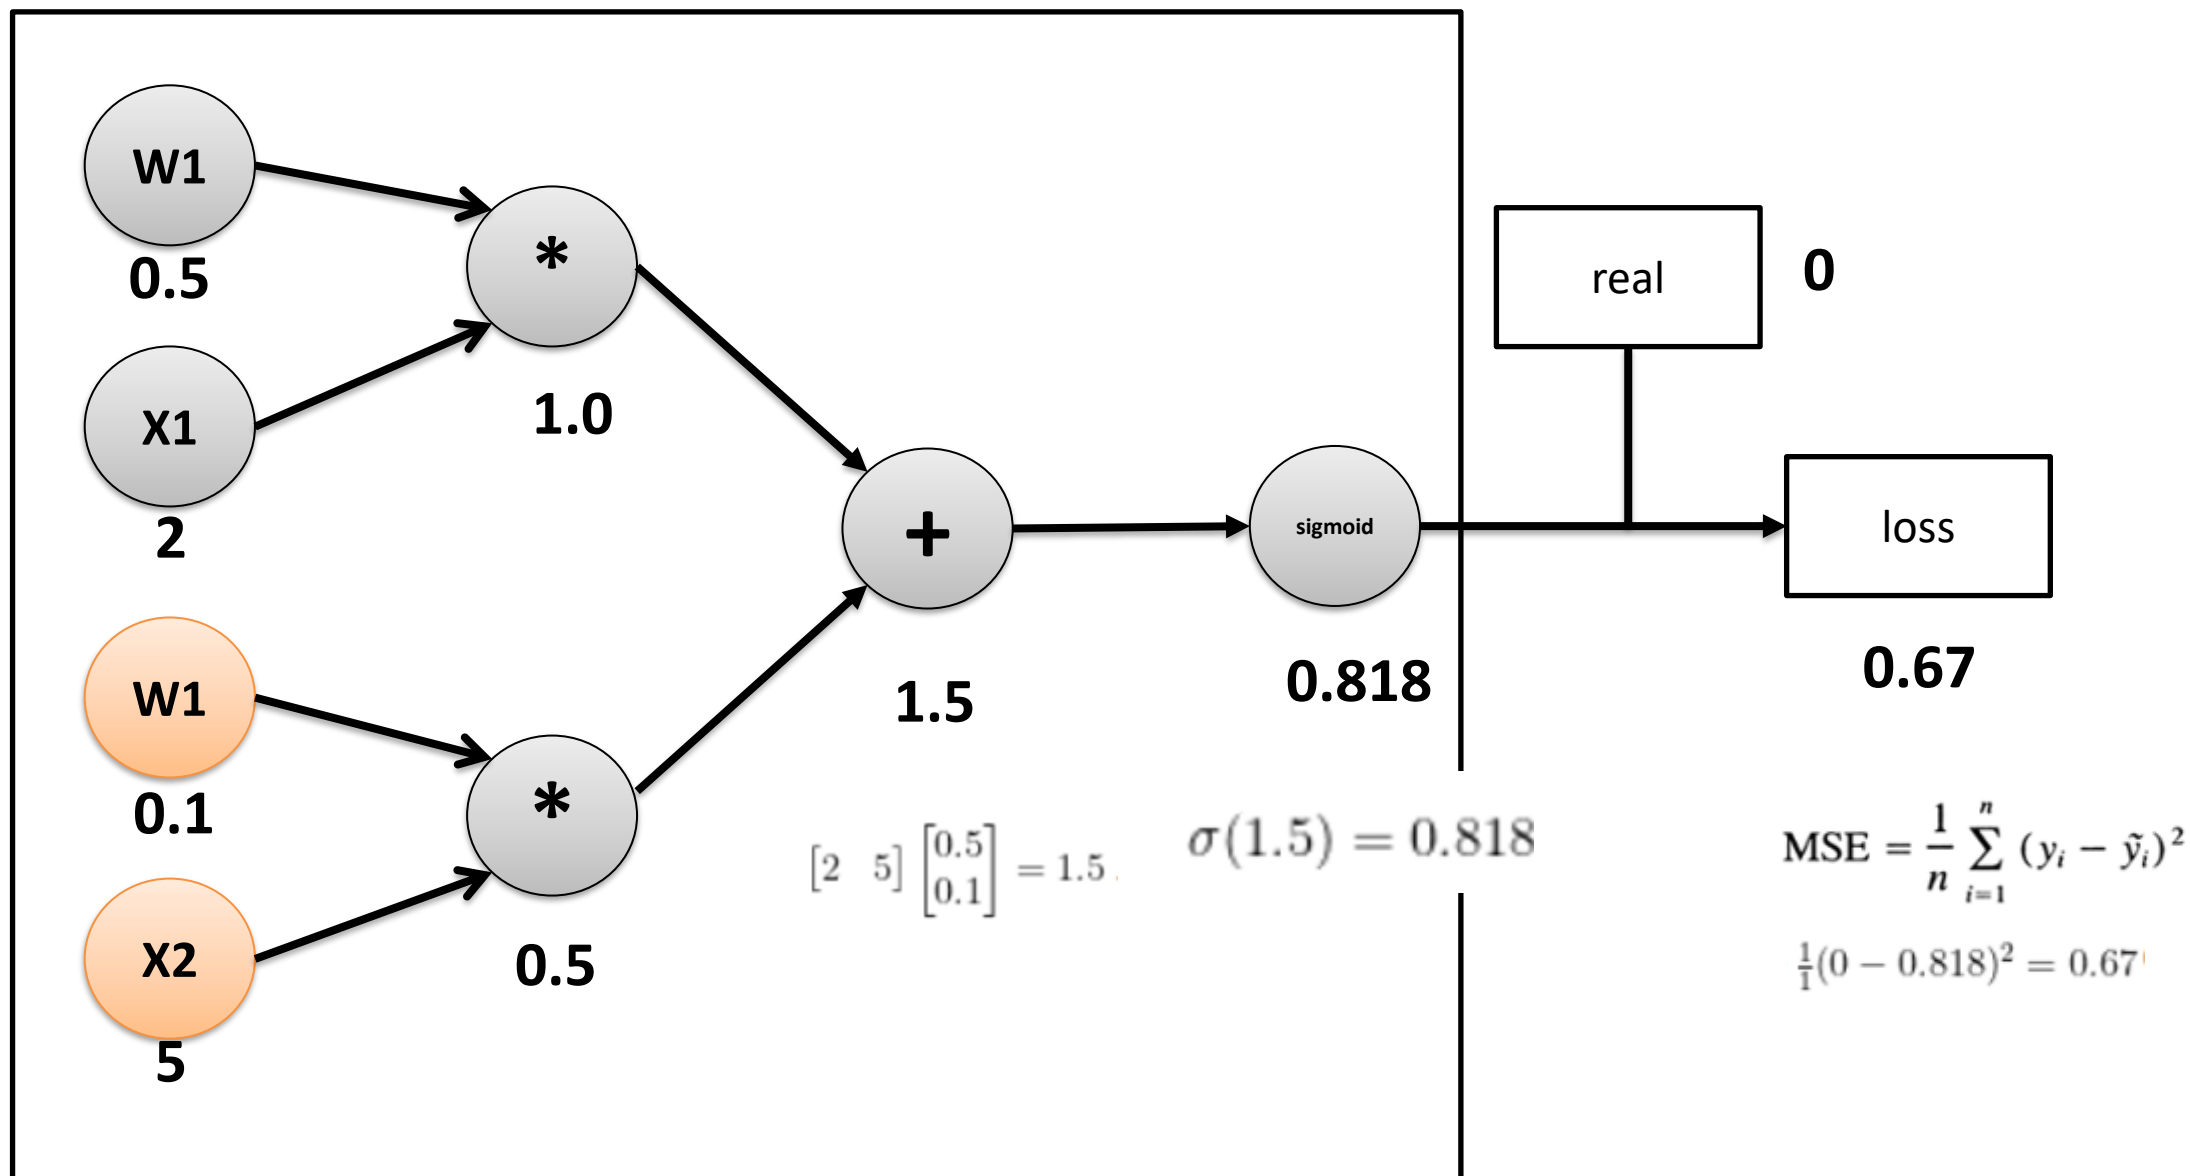 W1
0.5
*
1.0
X1
2
real
0
+
1.5
sigmoid
0.818
loss
0.67
W1
0.1
*
0.5
X2
5
[2 5] [0.5 0.1] = 1.5
σ(1.5) = 0.818
MSE = 1/n ∑ i=1 n (yᵢ − ỹᵢ)²
1/1 (0 − 0.818)² = 0.67